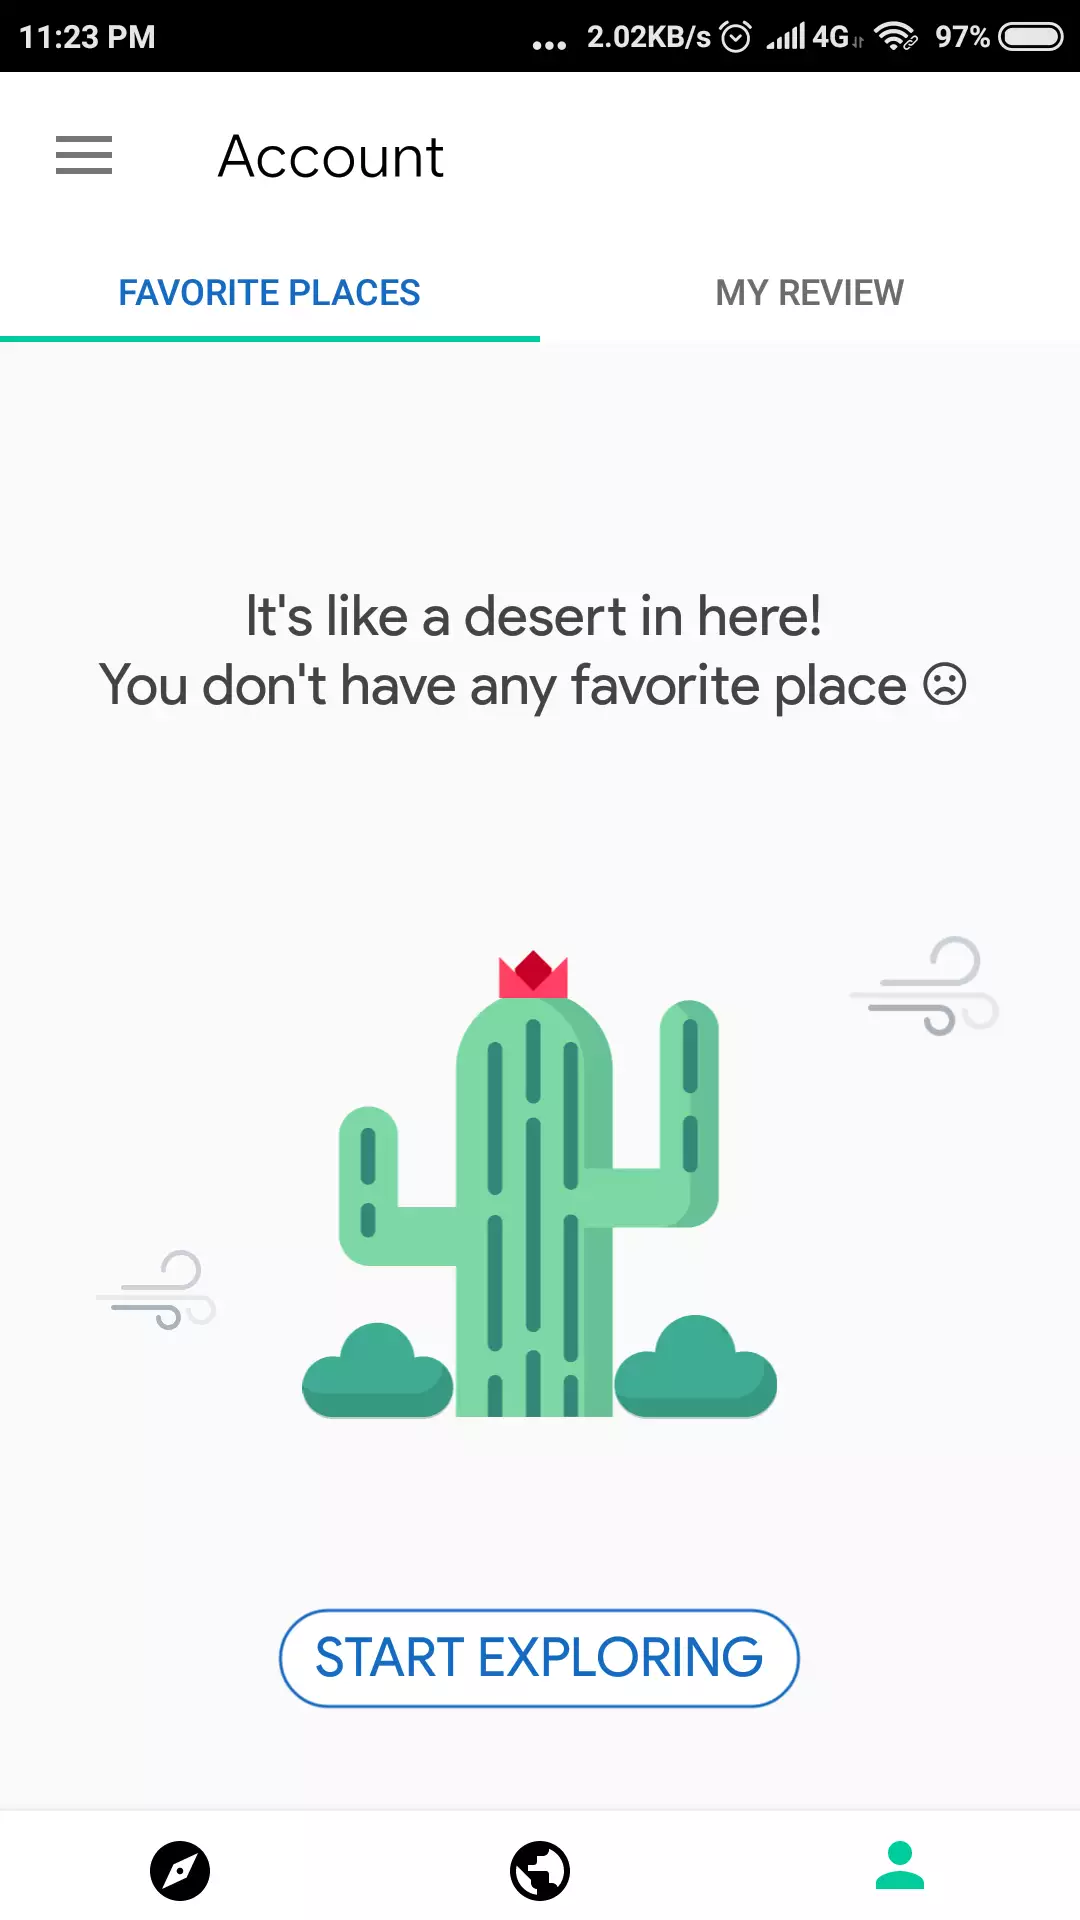 11:23 PM
... 2.02KB/s 4G 97%
Account
FAVORITE PLACES
MY REVIEW
It's like a desert in here!
You don't have any favorite place ☹
START EXPLORING